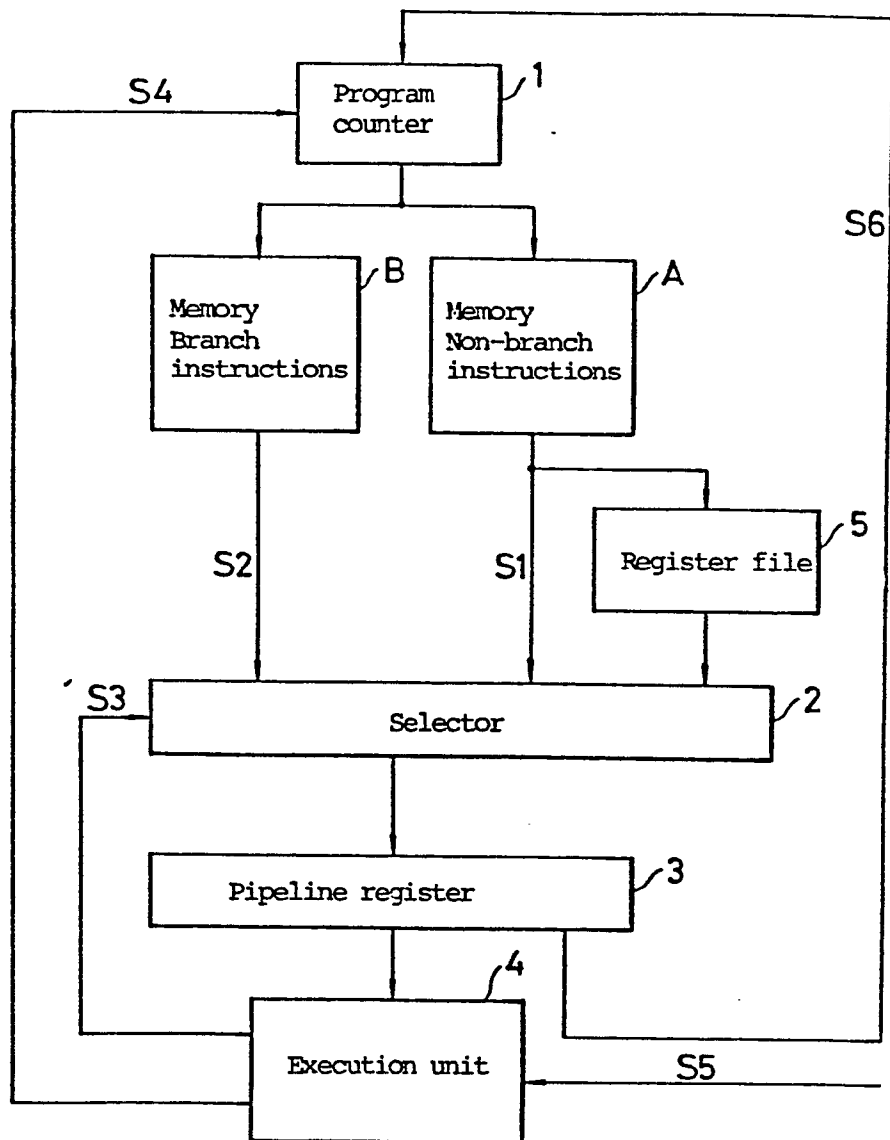 1
S4
Program
counter
S6
B
A
Memory
Branch
instructions
Memory
Non-branch
instructions
5
S2
S1
Register file
S3
2
Selector
3
Pipeline register
4
Execution unit
S5